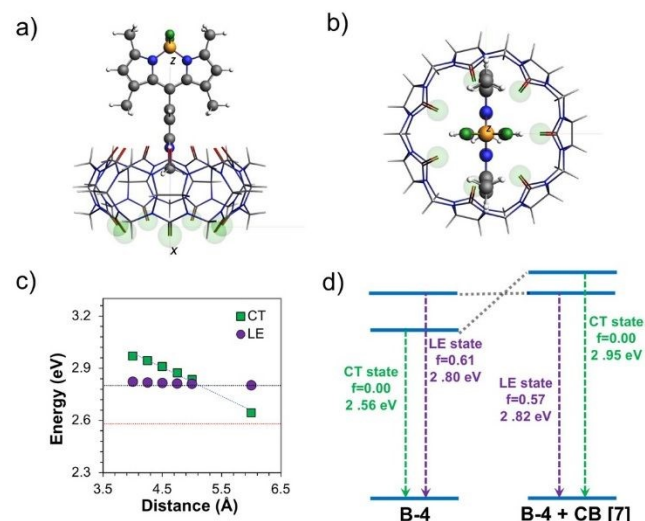 a)
z
c
x
b)
z
c)
3.2
2.9
2.6
2.3
Energy (eV)
CT
LE
3.5 4.5 5.5 6.5
Distance (Å)
d)
CT state
f=0.00
2 .56 eV
LE state
f=0.61
2 .80 eV
LE state
f=0.57
2 .82 eV
CT state
f=0.00
2 .95 eV
B-4
B-4 + CB [7]